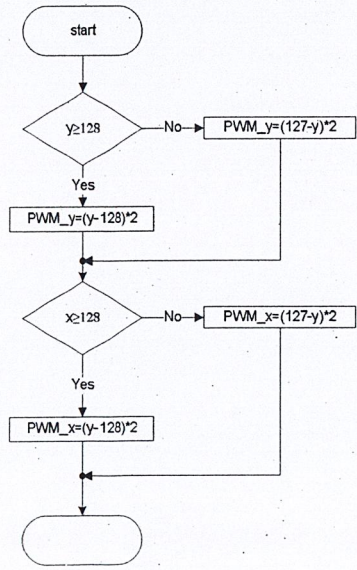 start
y≥128
No
PWM_y=(127-y)*2
Yes
PWM_y=(y-128)*2
x≥128
No
PWM_x=(127-y)*2
Yes
PWM_x=(y-128)*2